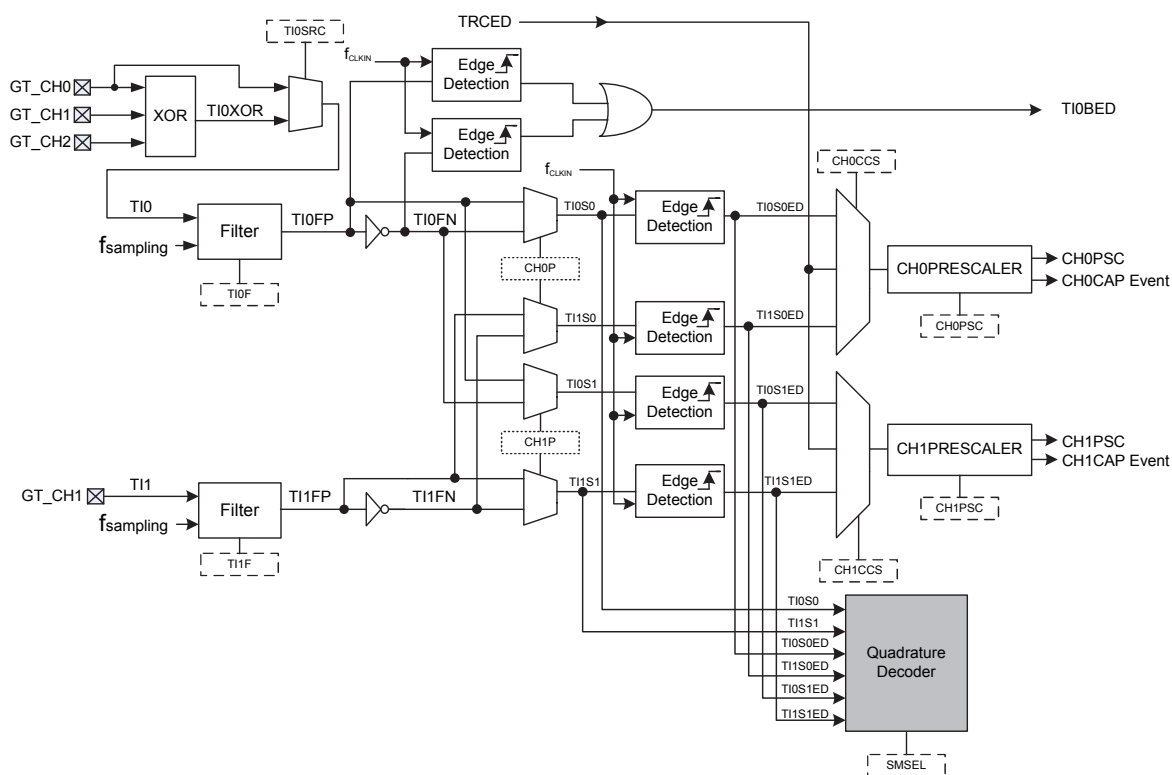 TRCED
TI0SRC
fCLKIN
Edge
Detection
GT_CH0
XOR
TI0XOR
GT_CH1
GT_CH2
TI0BED
Edge
Detection
CH0CCS
fCLKIN
TI0
Filter
TI0FP
TI0FN
TI0S0
Edge
Detection
TI0S0ED
fsampling
CH0PRESCALER
CH0PSC
CH0CAP Event
CH0P
TI0F
CH0PSC
TI1S0
Edge
Detection
TI1S0ED
TI0S1
Edge
Detection
TI0S1ED
CH1P
CH1PRESCALER
CH1PSC
CH1CAP Event
GT_CH1
TI1
Filter
TI1FP
TI1FN
TI1S1
Edge
Detection
TI1S1ED
fsampling
CH1PSC
TI1F
CH1CCS
TI0S0
TI1S1
TI0S0ED
TI1S0ED
TI0S1ED
TI1S1ED
Quadrature
Decoder
SMSEL